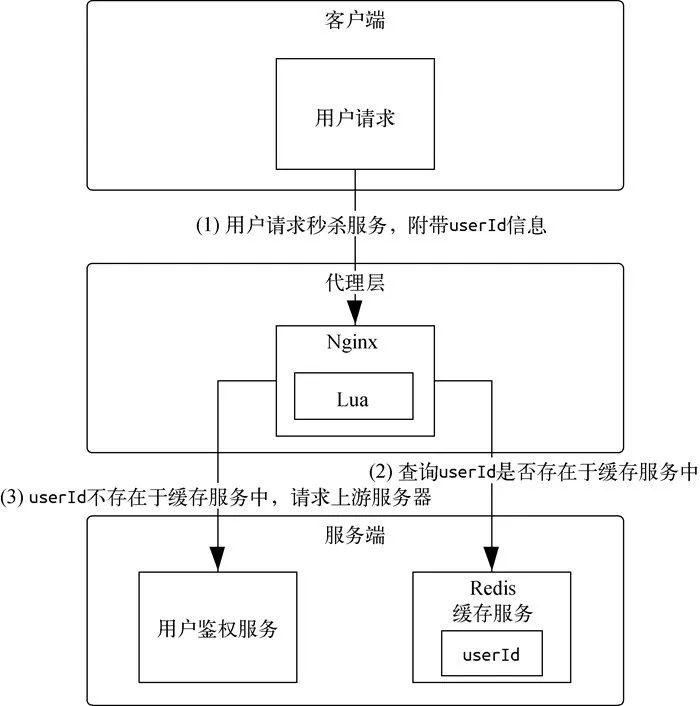 客户端
用户请求
(1) 用户请求秒杀服务，附带userId信息
代理层
Nginx
Lua
(2) 查询userId是否存在于缓存服务中
(3) userId不存在于缓存服务中，请求上游服务器
服务端
用户鉴权服务
Redis
缓存服务
userId